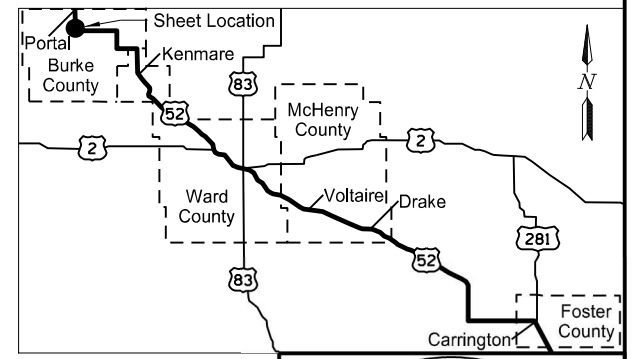 Sheet Location
Portal
Kenmare
Burke
County
83
52
McHenry
County
N
2
2
Ward
County
Voltaire
Drake
281
52
83
Foster
County
Carrington